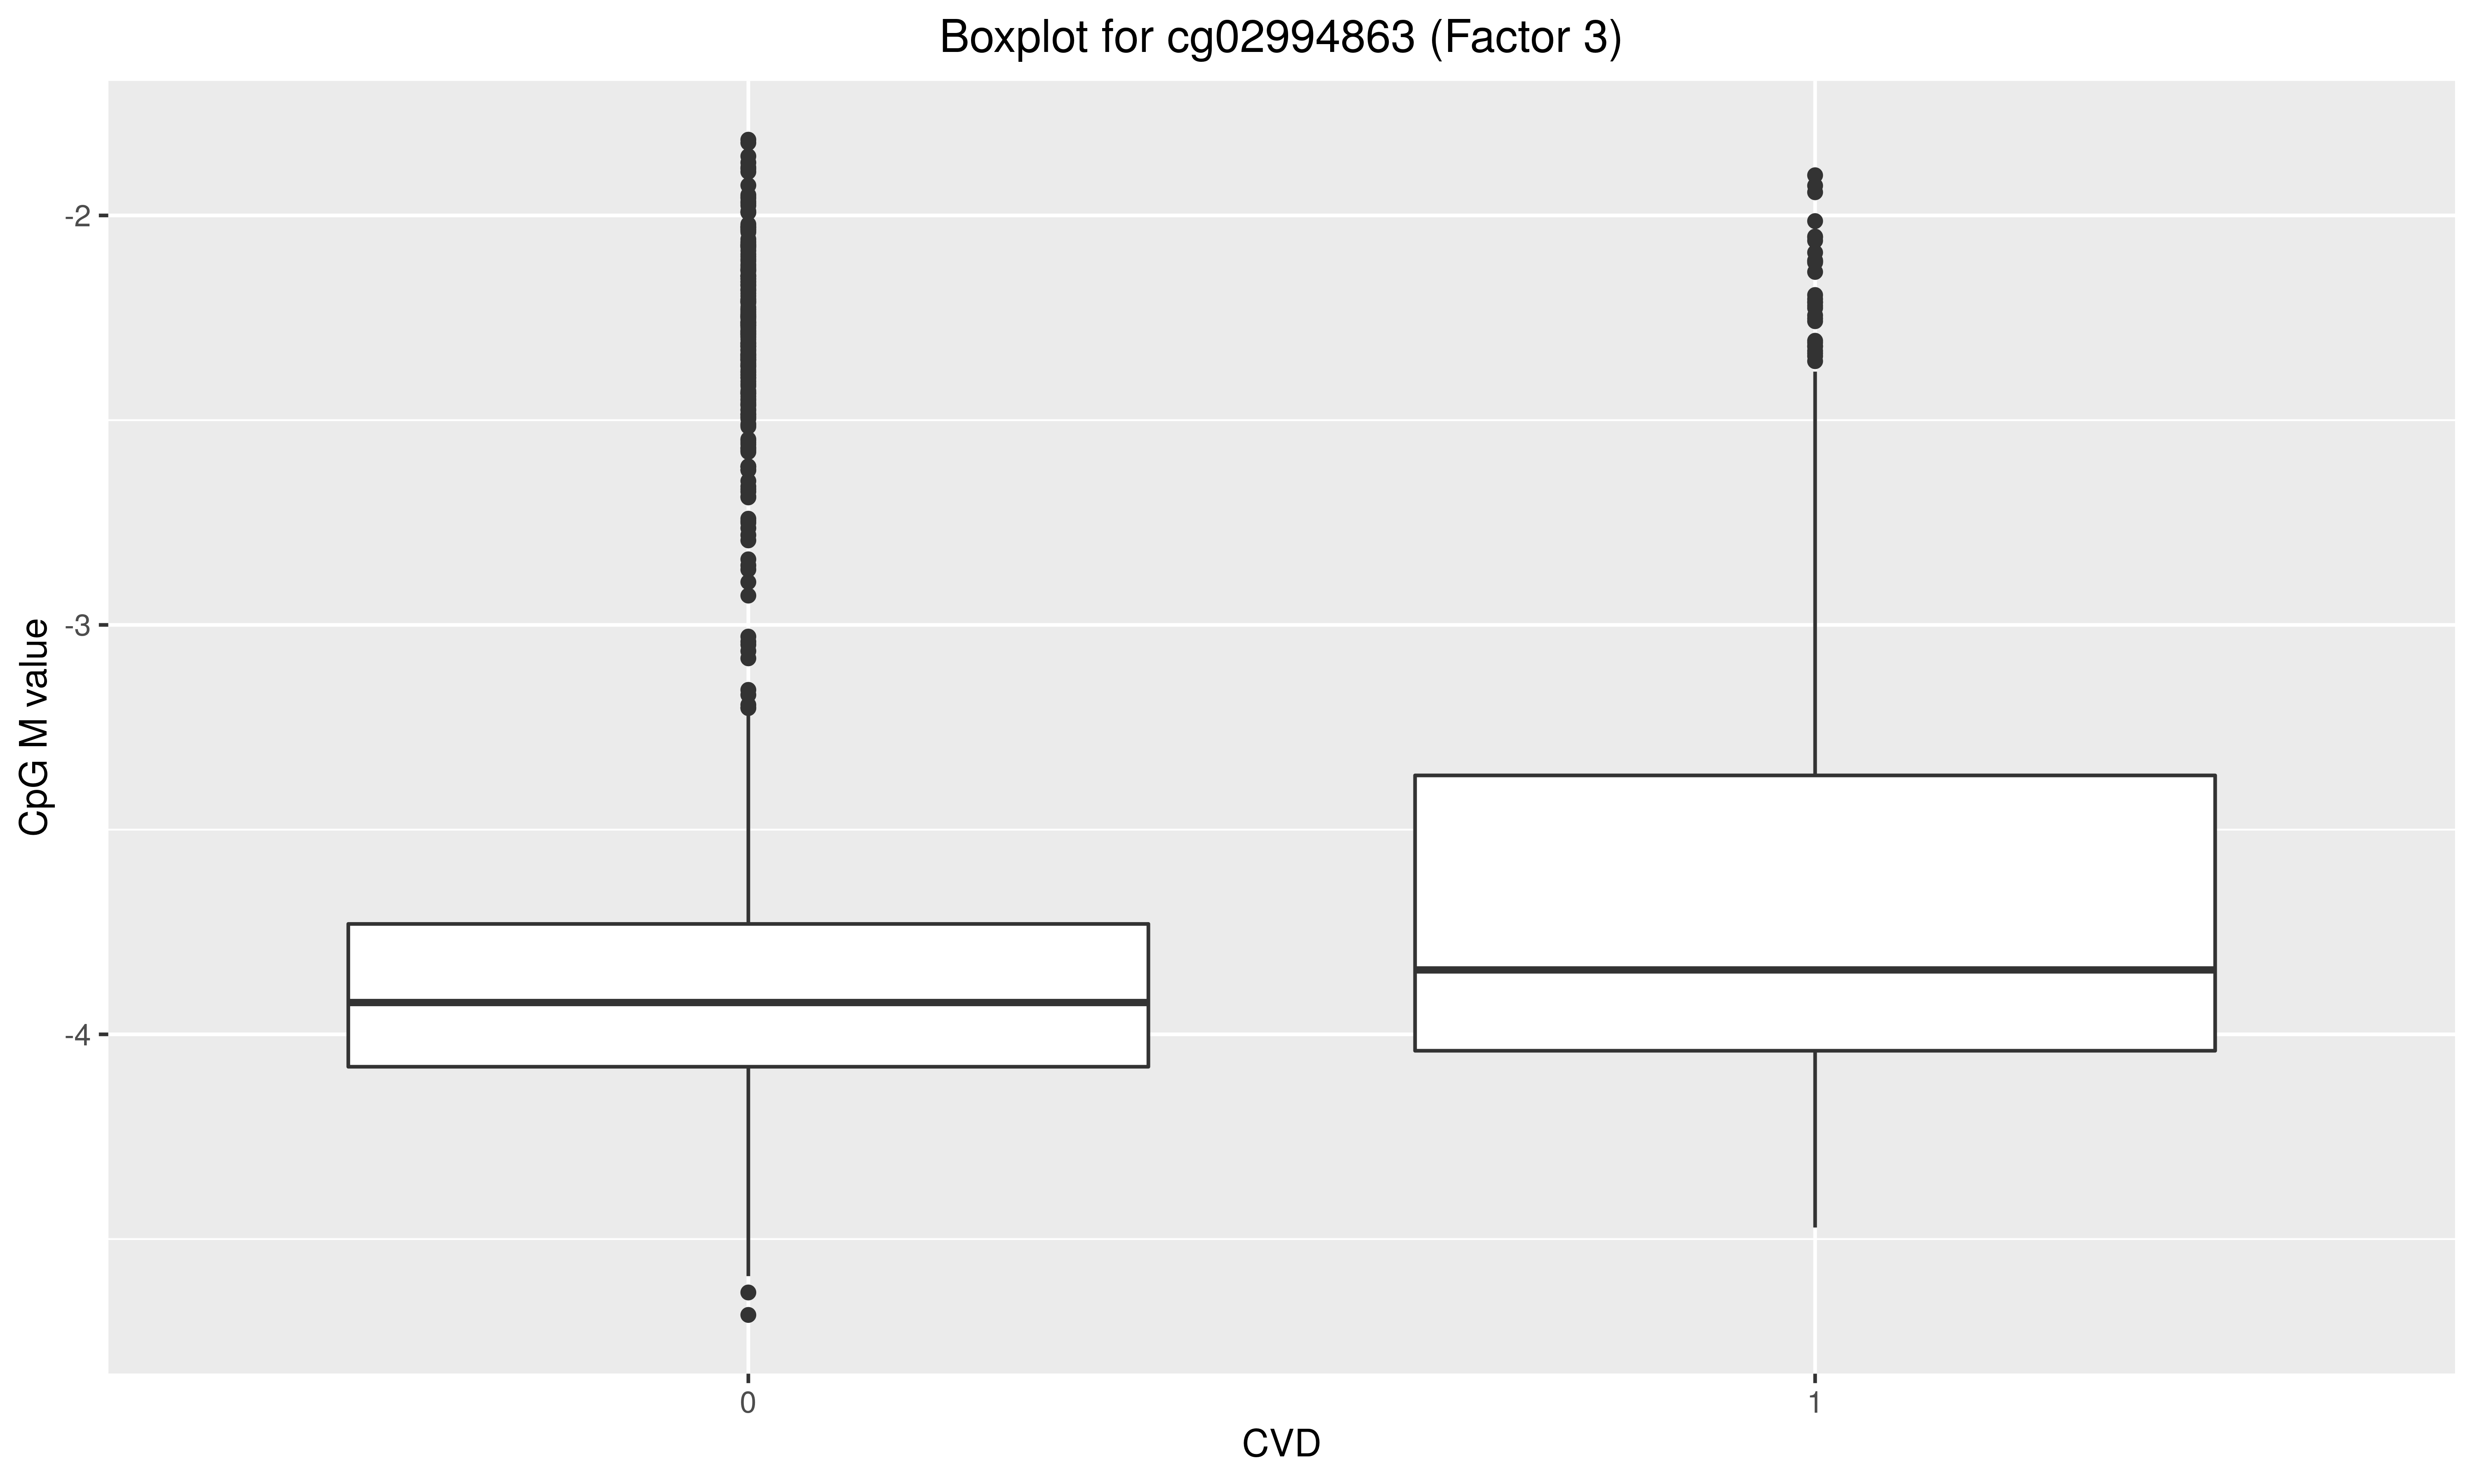 Boxplot for cg02994863 (Factor 3)
CpG M value
-2
-3
-4
0
1
CVD